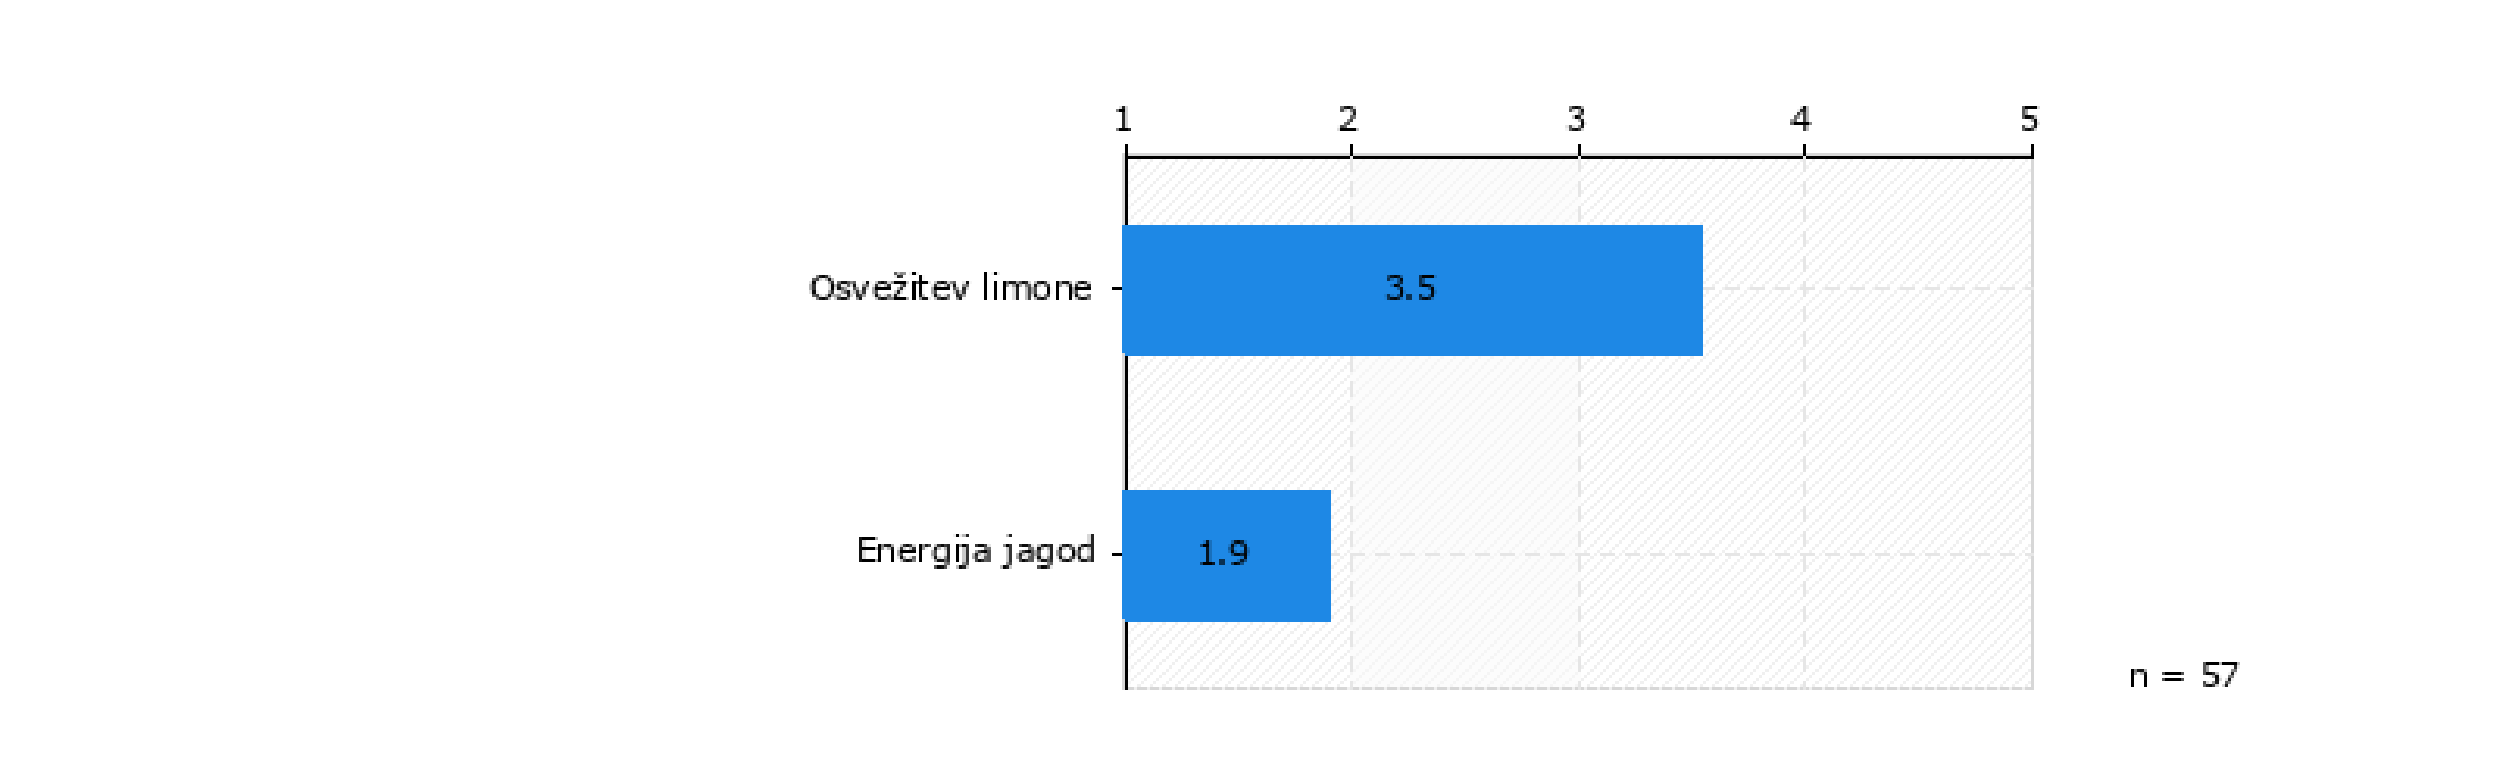 1 2 3 4 5
Osvežitev limone 3.5
Energija jagod 1.9
n = 57